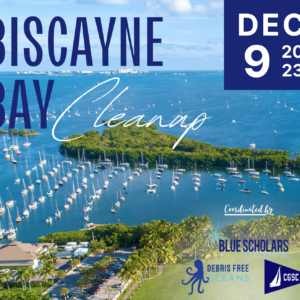 BISCAYNE
BAY
Cleanup
DEC
9 20
23
Coordinated by
BLUE SCHOLARS
DEBRIS FREE
OCEANS
CGSC